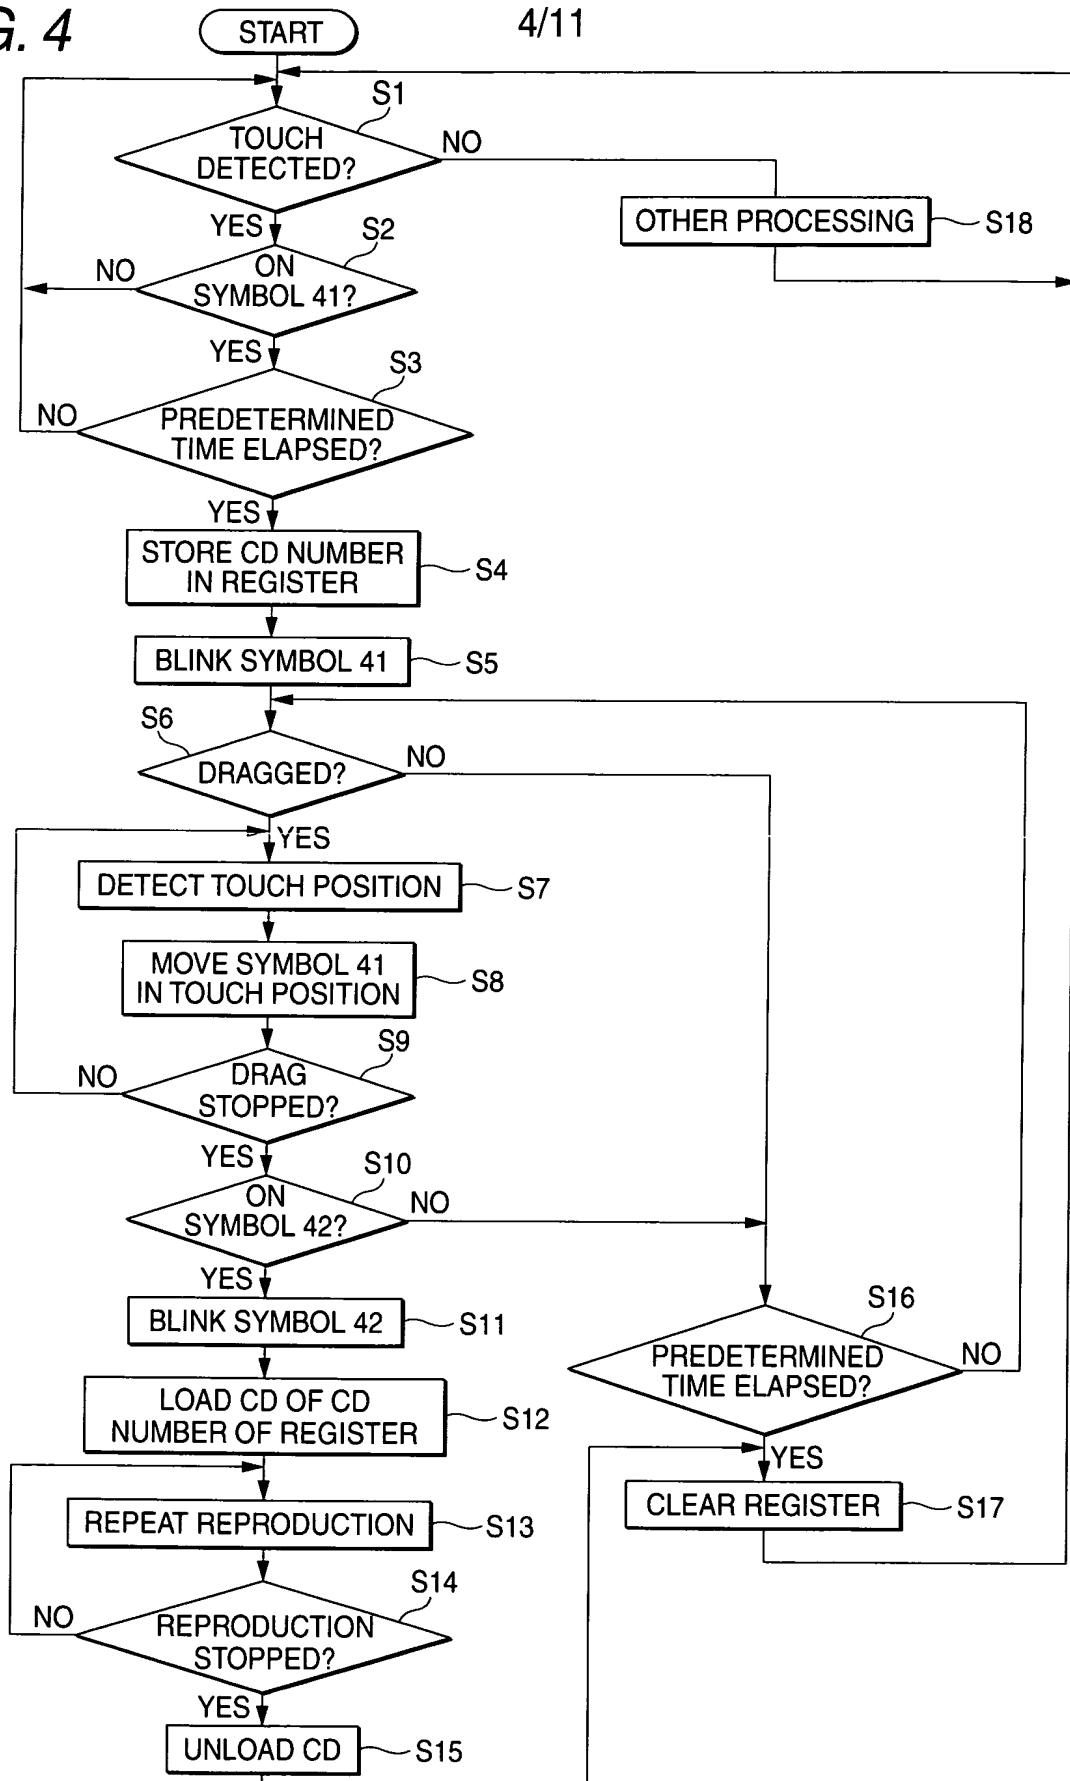 G. 4
4/11
START
S1
TOUCH
DETECTED?
NO
YES
OTHER PROCESSING
S18
S2
ON
SYMBOL 41?
NO
YES
S3
PREDETERMINED
TIME ELAPSED?
NO
YES
STORE CD NUMBER
IN REGISTER
S4
BLINK SYMBOL 41
S5
S6
DRAGGED?
NO
YES
DETECT TOUCH POSITION
S7
MOVE SYMBOL 41
IN TOUCH POSITION
S8
S9
DRAG
STOPPED?
NO
YES
S10
ON
SYMBOL 42?
NO
YES
BLINK SYMBOL 42
S11
S16
PREDETERMINED
TIME ELAPSED?
NO
YES
LOAD CD OF CD
NUMBER OF REGISTER
S12
CLEAR REGISTER
S17
REPEAT REPRODUCTION
S13
S14
REPRODUCTION
STOPPED?
NO
YES
UNLOAD CD
S15